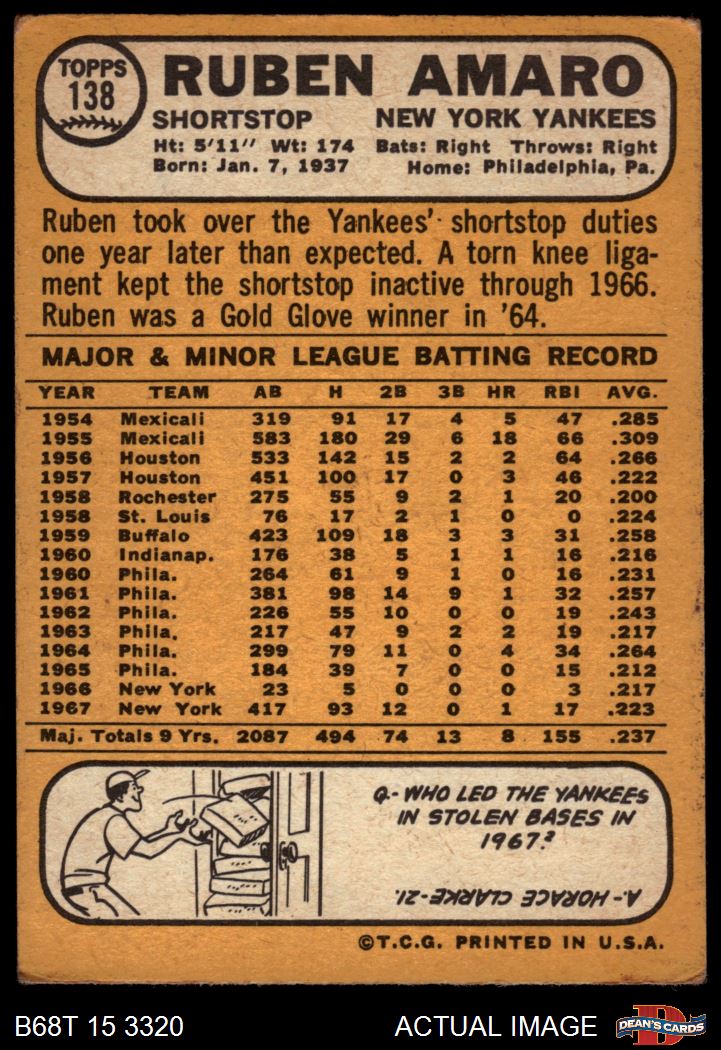 TOPPS
138
RUBEN AMARO
SHORTSTOP NEW YORK YANKEES
Ht: 5'11" Wt: 174 Bats: Right Throws: Right
Born: Jan. 7, 1937 Home: Philadelphia, Pa.
Ruben took over the Yankees' shortstop duties
one year later than expected. A torn knee liga-
ment kept the shortstop inactive through 1966.
Ruben was a Gold Glove winner in '64.
MAJOR & MINOR LEAGUE BATTING RECORD
YEAR TEAM AB H 2B 3B HR RBI AVG.
1954 Mexicali 319 91 17 4 5 47 .285
1955 Mexicali 583 180 29 6 18 66 .309
1956 Houston 533 142 15 2 2 64 .266
1957 Houston 451 100 17 0 3 46 .222
1958 Rochester 275 55 9 2 1 20 .200
1958 St. Louis 76 17 2 1 0 0 .224
1959 Buffalo 423 109 18 3 3 31 .258
1960 Indianap. 176 38 5 1 1 16 .216
1960 Phila. 264 61 9 1 0 16 .231
1961 Phila. 381 98 14 9 1 32 .257
1962 Phila. 226 55 10 0 0 19 .243
1963 Phila. 217 47 9 2 2 19 .217
1964 Phila. 299 79 11 0 4 34 .264
1965 Phila. 184 39 7 0 0 15 .212
1966 New York 23 5 0 0 0 3 .217
1967 New York 417 93 12 0 1 17 .223
Maj. Totals 9 Yrs. 2087 494 74 13 8 155 .237
Q.- WHO LED THE YANKEES
IN STOLEN BASES IN
1967?
A.- HORACE CLARKE-21.
©T.C.G. PRINTED IN U.S.A.
B68T 15 3320 ACTUAL IMAGE
D
DEAN'S CARDS